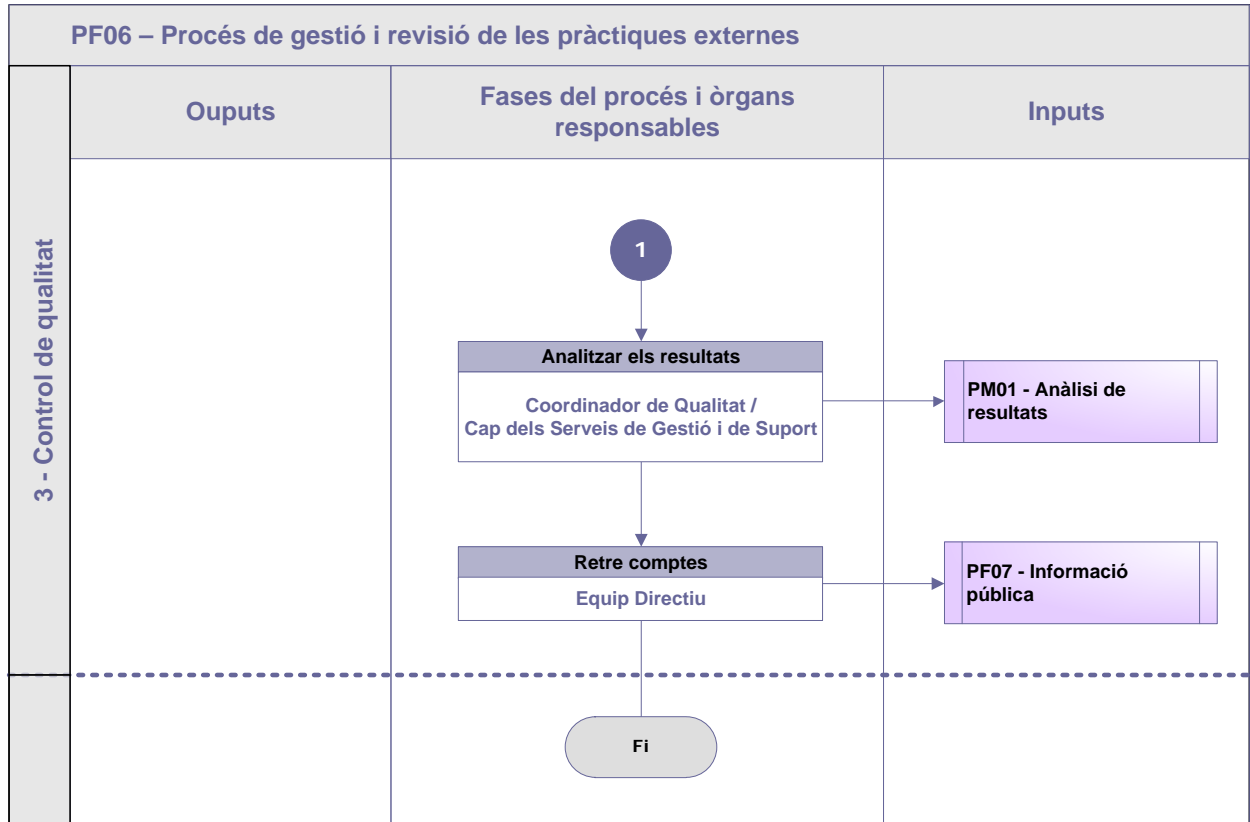 PF06 – Procés de gestió i revisió de les pràctiques externes
Ouputs
Fases del procés i òrgans
responsables
Inputs
3 - Control de qualitat
1
Analitzar els resultats
Coordinador de Qualitat /
Cap dels Serveis de Gestió i de Suport
PM01 - Anàlisi de
resultats
Retre comptes
Equip Directiu
PF07 - Informació
pública
Fi